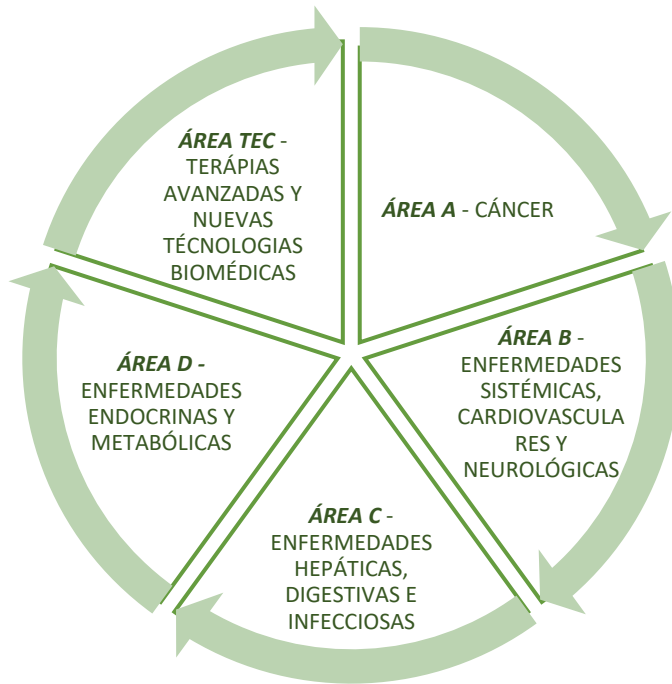 ÁREA TEC -
TERÁPIAS
AVANZADAS Y
NUEVAS
TÉCNOLOGIAS
BIOMÉDICAS
ÁREA A - CÁNCER
ÁREA B -
ENFERMEDADES
SISTÉMICAS,
CARDIOVASCULA
RES Y
NEUROLÓGICAS
ÁREA D -
ENFERMEDADES
ENDOCRINAS Y
METABÓLICAS
ÁREA C -
ENFERMEDADES
HEPÁTICAS,
DIGESTIVAS E
INFECCIOSAS